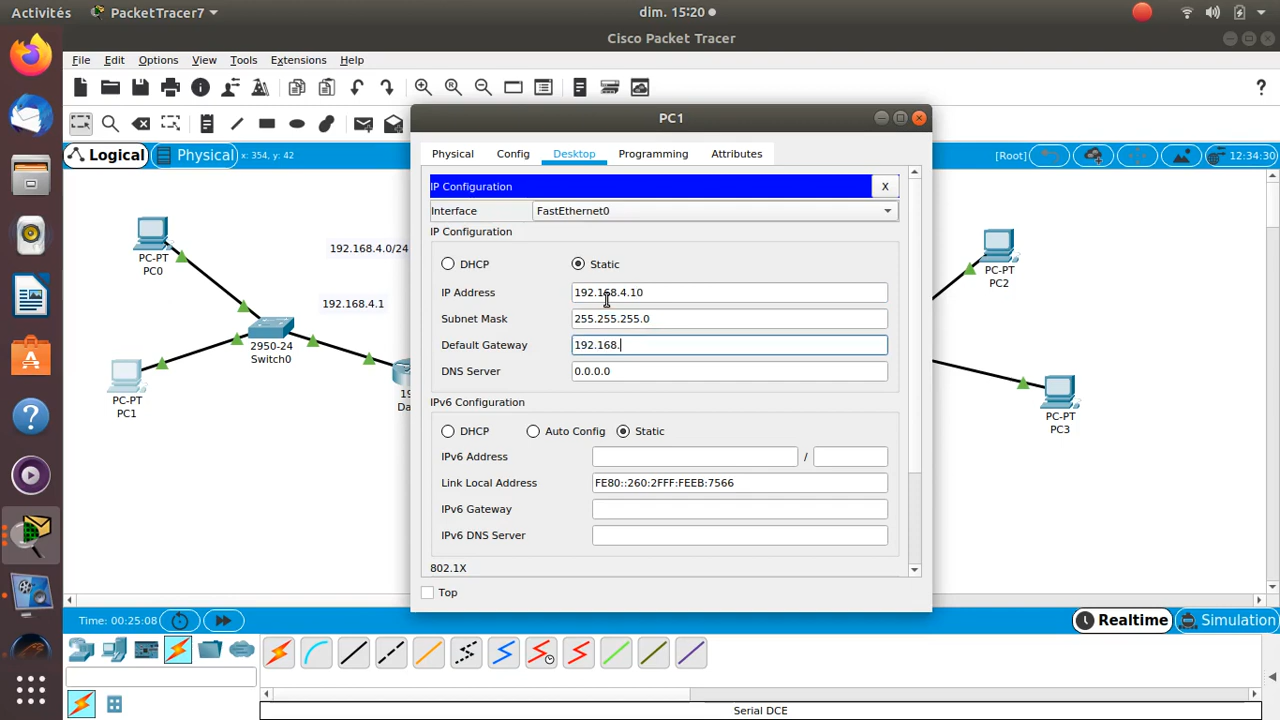 Activités
PacketTracer7
dim. 15:20
Cisco Packet Tracer
File Edit Options View Tools Extensions Help
Logical
Physical
x: 354, y: 42
[Root]
12:34:30
PC1
Physical Config Desktop Programming Attributes
IP Configuration
X
Interface
FastEthernet0
IP Configuration
DHCP
Static
IP Address
192.168.4.10
Subnet Mask
255.255.255.0
Default Gateway
192.168.
DNS Server
0.0.0.0
IPv6 Configuration
DHCP
Auto Config
Static
IPv6 Address
/
Link Local Address
FE80::260:2FFF:FEEB:7566
IPv6 Gateway
IPv6 DNS Server
802.1X
Top
PC-PT
PC0
192.168.4.0/24
192.168.4.1
2950-24
Switch0
PC-PT
PC1
19
Da
PC-PT
PC2
PC-PT
PC3
Time: 00:25:08
Realtime
Simulation
Serial DCE